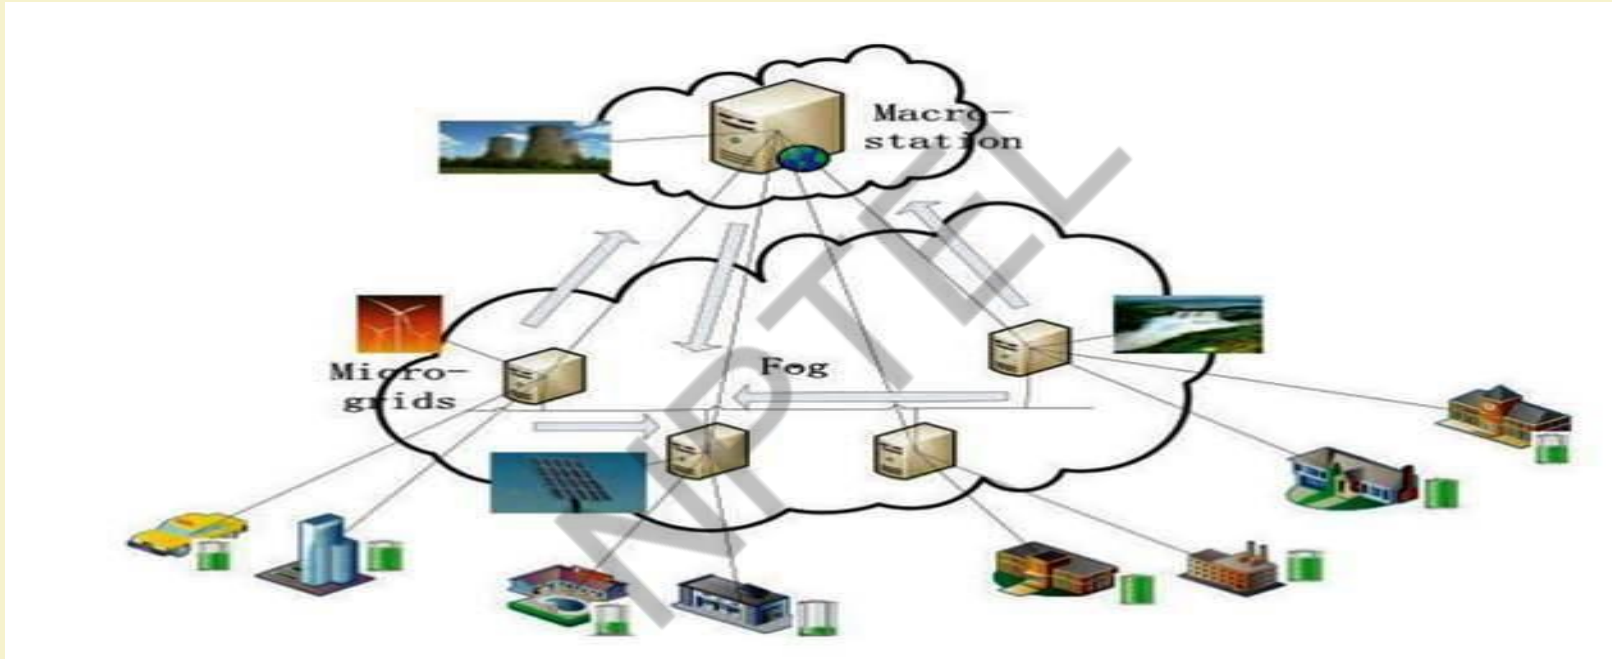 Macro-
station
Fog
Micro-
grids
NPTEL